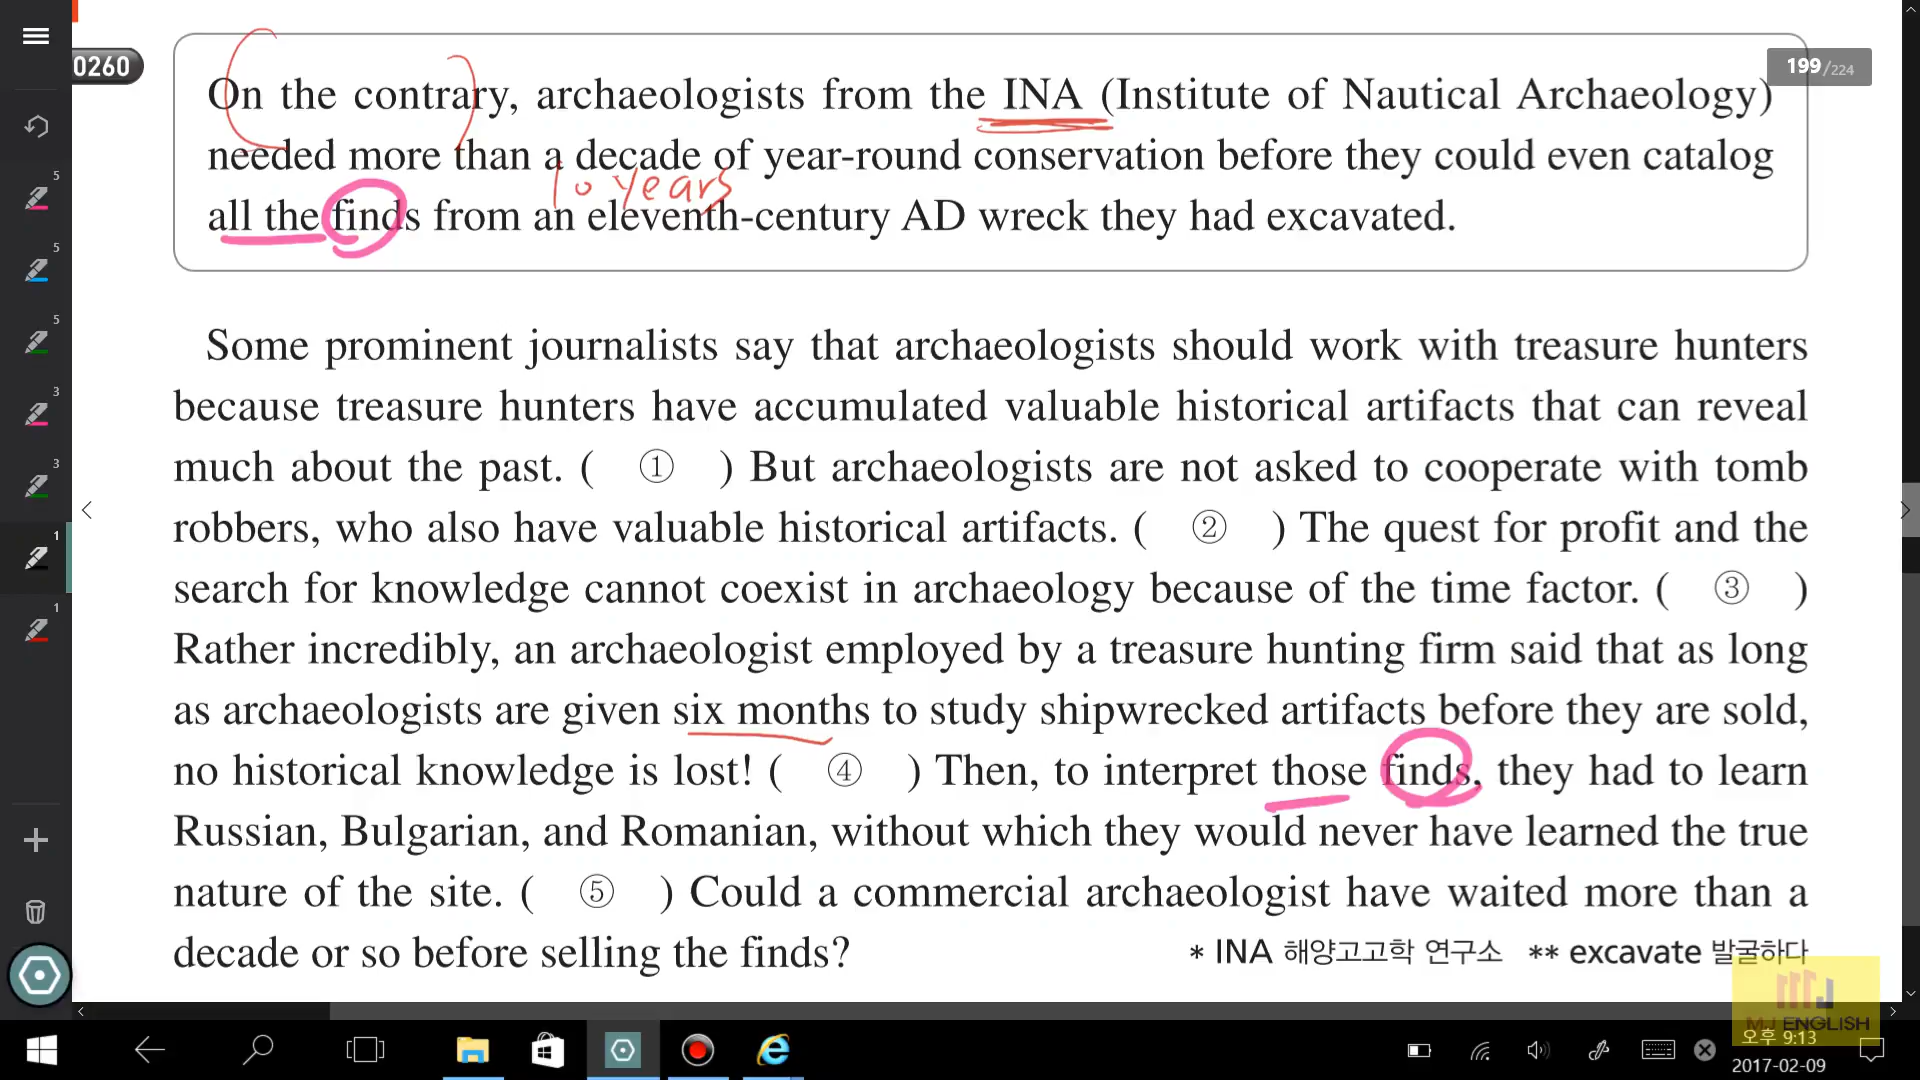 0260
199/224
On the contrary, archaeologists from the INA (Institute of Nautical Archaeology)
needed more than a decade of year-round conservation before they could even catalog
10 years
all the finds from an eleventh-century AD wreck they had excavated.
Some prominent journalists say that archaeologists should work with treasure hunters
because treasure hunters have accumulated valuable historical artifacts that can reveal
much about the past. ( ① ) But archaeologists are not asked to cooperate with tomb
robbers, who also have valuable historical artifacts. ( ② ) The quest for profit and the
search for knowledge cannot coexist in archaeology because of the time factor. ( ③ )
Rather incredibly, an archaeologist employed by a treasure hunting firm said that as long
as archaeologists are given six months to study shipwrecked artifacts before they are sold,
no historical knowledge is lost! ( ④ ) Then, to interpret those finds, they had to learn
Russian, Bulgarian, and Romanian, without which they would never have learned the true
nature of the site. ( ⑤ ) Could a commercial archaeologist have waited more than a
decade or so before selling the finds?
* INA 해양고고학 연구소 ** excavate 발굴하다
5
5
5
3
3
1
1
MJ ENGLISH
오후 9:13
2017-02-09